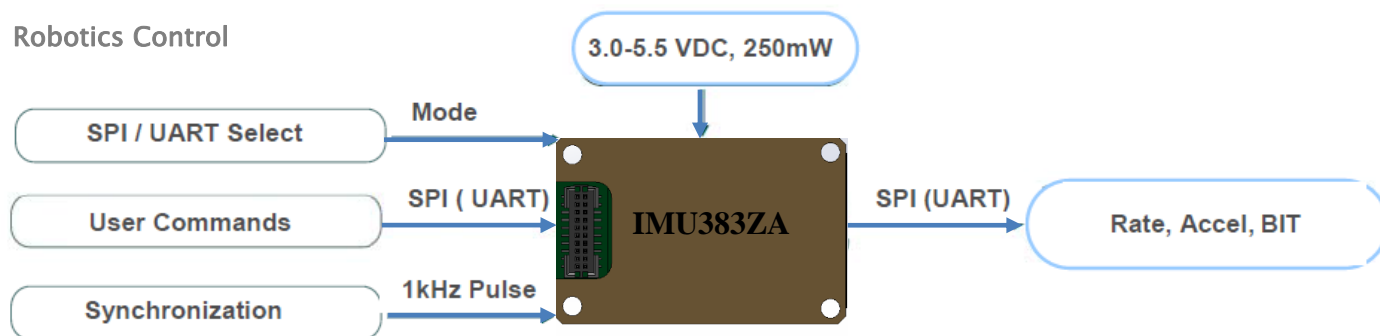 Robotics Control
3.0-5.5 VDC, 250mW
SPI / UART Select
Mode
User Commands
SPI ( UART)
IMU383ZA
SPI (UART)
Rate, Accel, BIT
Synchronization
1kHz Pulse